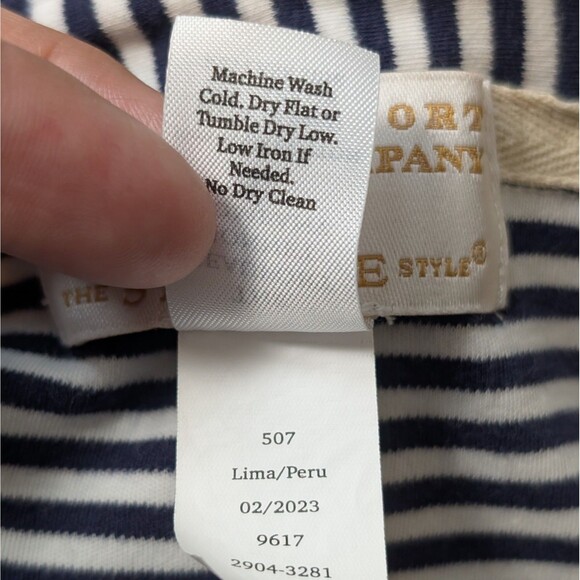 Machine Wash
Cold. Dry Flat or
Tumble Dry Low.
Low Iron If
Needed.
No Dry Clean
ORT
PANY
THE
E STYLE®
507
Lima/Peru
02/2023
9617
2904-3281